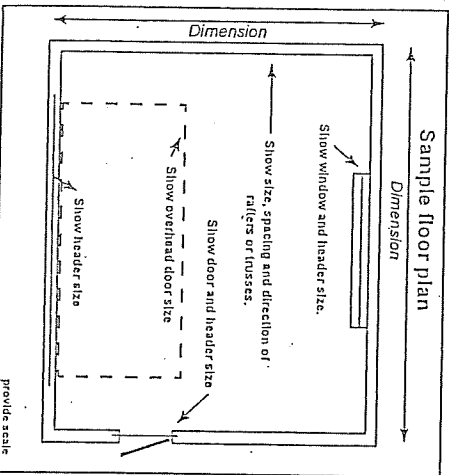 Sample floor plan
Dimension
Dimension
Show window and header size.
Show size, spacing and direction of
rafters or trusses.
Show door and header size
Show overhead door size
Show header size
provide scale